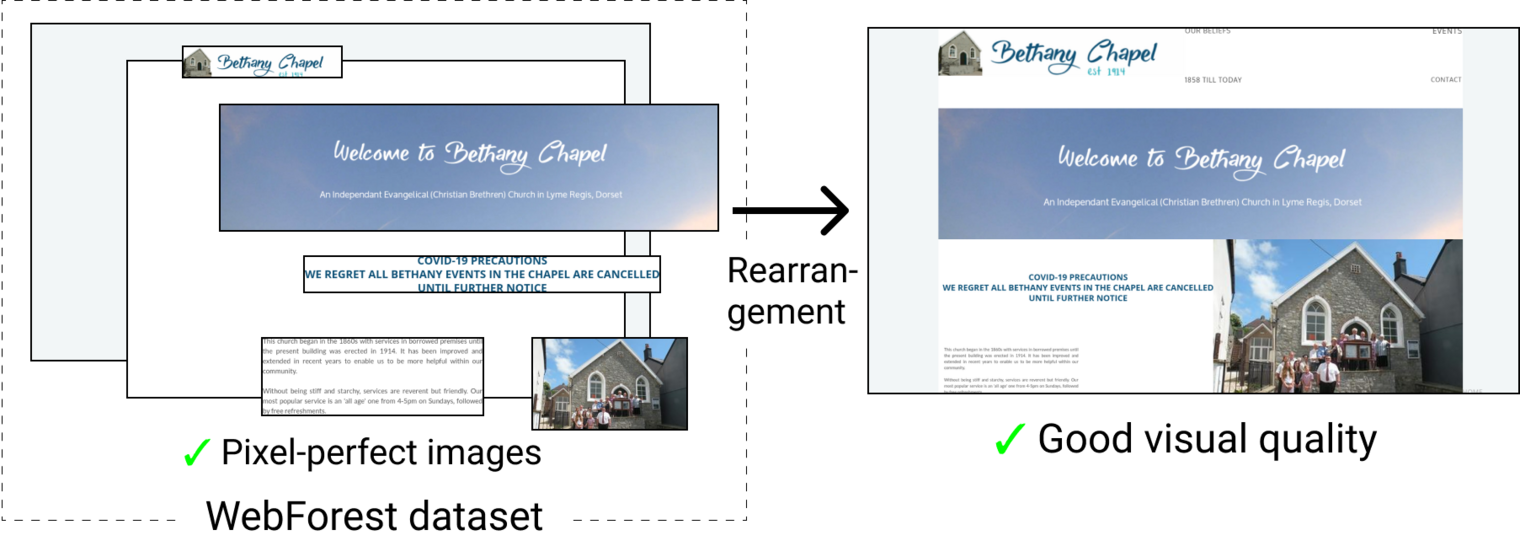 Bethany Chapel
est 1914
Welcome to Bethany Chapel
An Independant Evangelical (Christian Brethren) Church in Lyme Regis, Dorset
COVID-19 PRECAUTIONS
WE REGRET ALL BETHANY EVENTS IN THE CHAPEL ARE CANCELLED
UNTIL FURTHER NOTICE
This church began in the 1860s with services in borrowed premises until
the present building was erected in 1914. It has been improved and
extended in recent years to enable us to be more helpful within our
community.
Without being stiff and starchy, services are reverent but friendly. Our
most popular service is an 'all age' one from 4-5pm on Sundays, followed
by free refreshments.
✓ Pixel-perfect images
WebForest dataset
Rearran-
gement
Bethany Chapel
est 1914
OUR BELIEFS
EVENTS
1858 TILL TODAY
CONTACT
Welcome to Bethany Chapel
An Independant Evangelical (Christian Brethren) Church in Lyme Regis, Dorset
COVID-19 PRECAUTIONS
WE REGRET ALL BETHANY EVENTS IN THE CHAPEL ARE CANCELLED
UNTIL FURTHER NOTICE
This church began in the 1860s with services in borrowed premises until
the present building was erected in 1914. It has been improved and
extended in recent years to enable us to be more helpful within our
community.
Without being stiff and starchy, services are reverent but friendly. Our
most popular service is an 'all age' one from 4-5pm on Sundays, followed
✓ Good visual quality